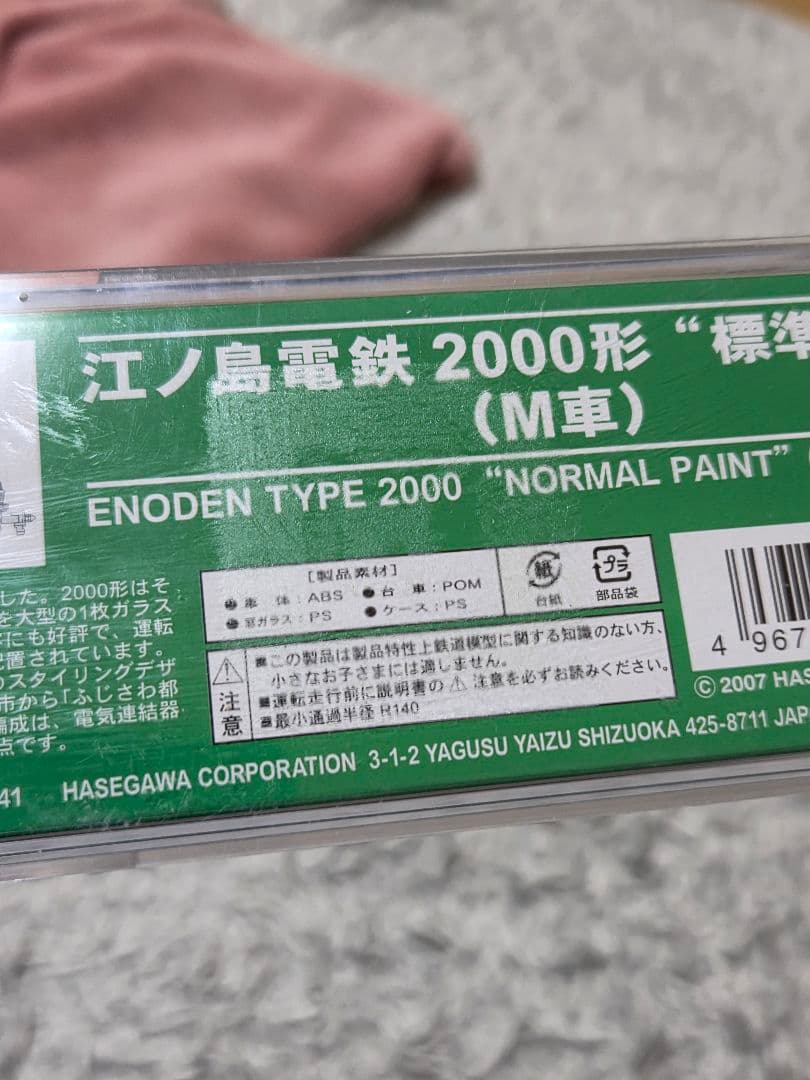 江ノ島電鉄 2000形 “標準
（M車）
ENODEN TYPE 2000 “NORMAL PAINT” (
した。2000形はそ
を大型の1枚ガラス
にも好評で、運転
配置されています。
のスタイリングデザ
市から「ふじさわ都
編成は、電気連結器
点です。
[製品素材]
●車 体：ABS ●台 車：POM
●窓ガラス：PS ●ケース：PS
紙
台紙
プラ
部品袋
注意
■この製品は製品特性上鉄道模型に関する知識のない方、
小さなお子さまには適しません。
■運転走行前に説明書の⚠注意を必ずお読みください。
■最小通過半径 R140
4 967
© 2007 HAS
41 HASEGAWA CORPORATION 3-1-2 YAGUSU YAIZU SHIZUOKA 425-8711 JAPA